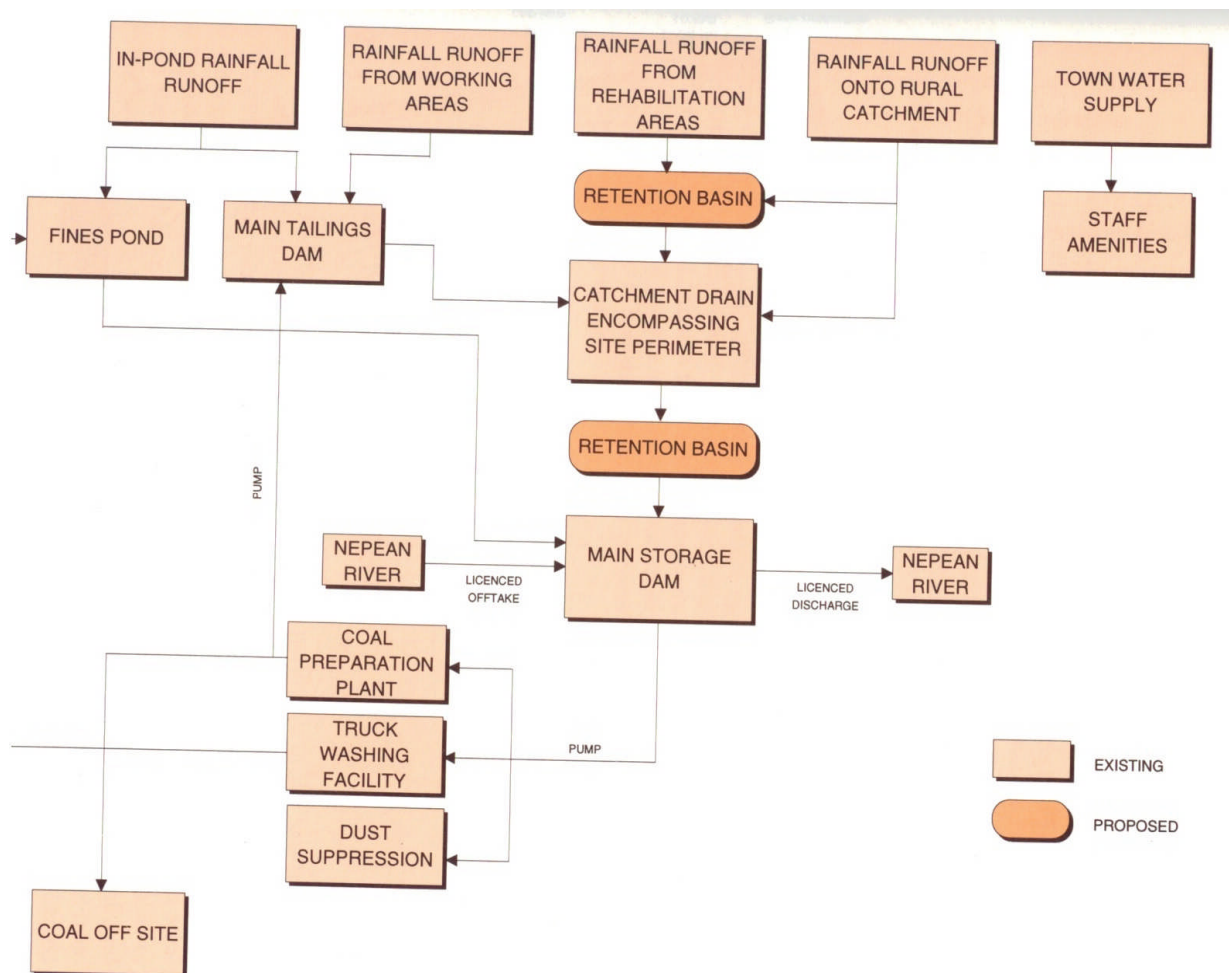 IN-POND RAINFALL
RUNOFF
RAINFALL RUNOFF
FROM WORKING
AREAS
RAINFALL RUNOFF
FROM
REHABILITATION
AREAS
RAINFALL RUNOFF
ONTO RURAL
CATCHMENT
TOWN WATER
SUPPLY
RETENTION BASIN
FINES POND
MAIN TAILINGS
DAM
STAFF
AMENITIES
CATCHMENT DRAIN
ENCOMPASSING
SITE PERIMETER
RETENTION BASIN
PUMP
NEPEAN
RIVER
LICENCED
OFFTAKE
MAIN STORAGE
DAM
LICENCED
DISCHARGE
NEPEAN
RIVER
COAL
PREPARATION
PLANT
TRUCK
WASHING
FACILITY
PUMP
DUST
SUPPRESSION
COAL OFF SITE
EXISTING
PROPOSED